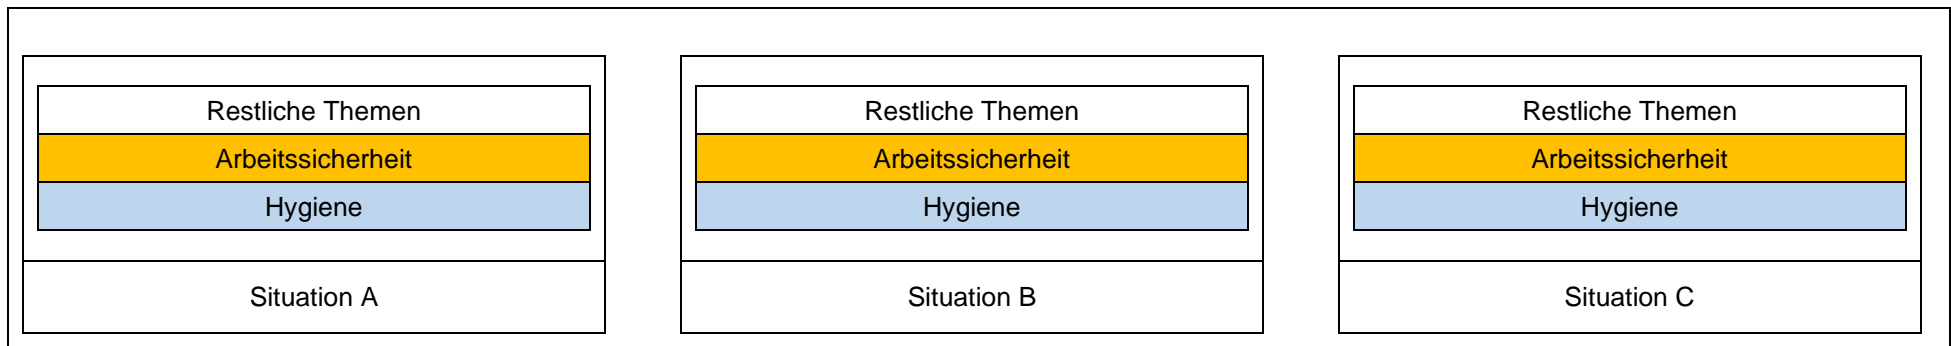 Restliche Themen
Arbeitssicherheit
Hygiene
Situation A
Restliche Themen
Arbeitssicherheit
Hygiene
Situation B
Restliche Themen
Arbeitssicherheit
Hygiene
Situation C